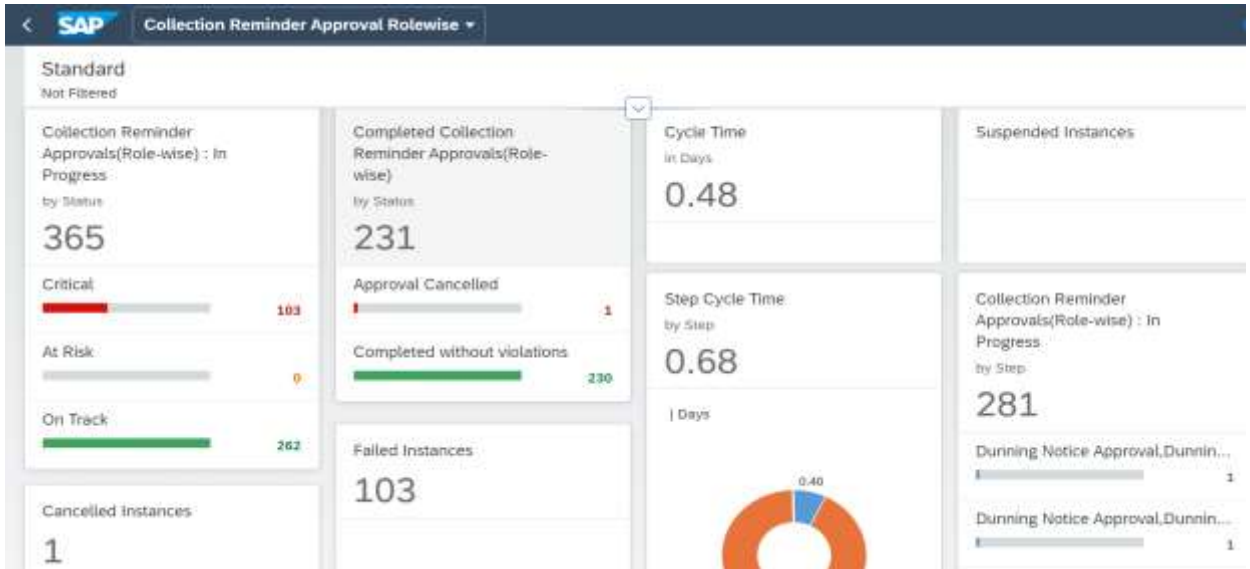 SAP Collection Reminder Approval Rolewise
Standard
Not Filtered
Collection Reminder
Approvals(Role-wise) : In
Progress
by Status
365
Critical
103
At Risk
0
On Track
262
Cancelled Instances
1
Completed Collection
Reminder Approvals(Role-
wise)
by Status
231
Approval Cancelled
1
Completed without violations
230
Failed Instances
103
Cycle Time
in Days
0.48
Step Cycle Time
by Step
0.68
| Days
0.40
Suspended Instances
Collection Reminder
Approvals(Role-wise) : In
Progress
by Step
281
Dunning Notice Approval,Dunnin...
1
Dunning Notice Approval,Dunnin...
1